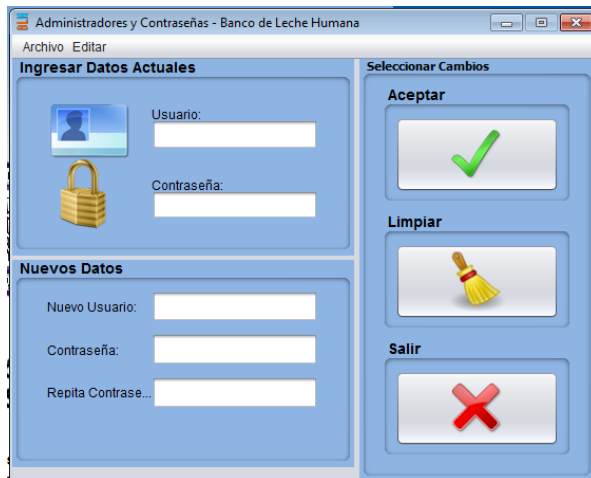 Administradores y Contraseñas - Banco de Leche Humana
Archivo Editar
Ingresar Datos Actuales
Usuario:
Contraseña:
Nuevos Datos
Nuevo Usuario:
Contraseña:
Repita Contrase...
Seleccionar Cambios
Aceptar
Limpiar
Salir